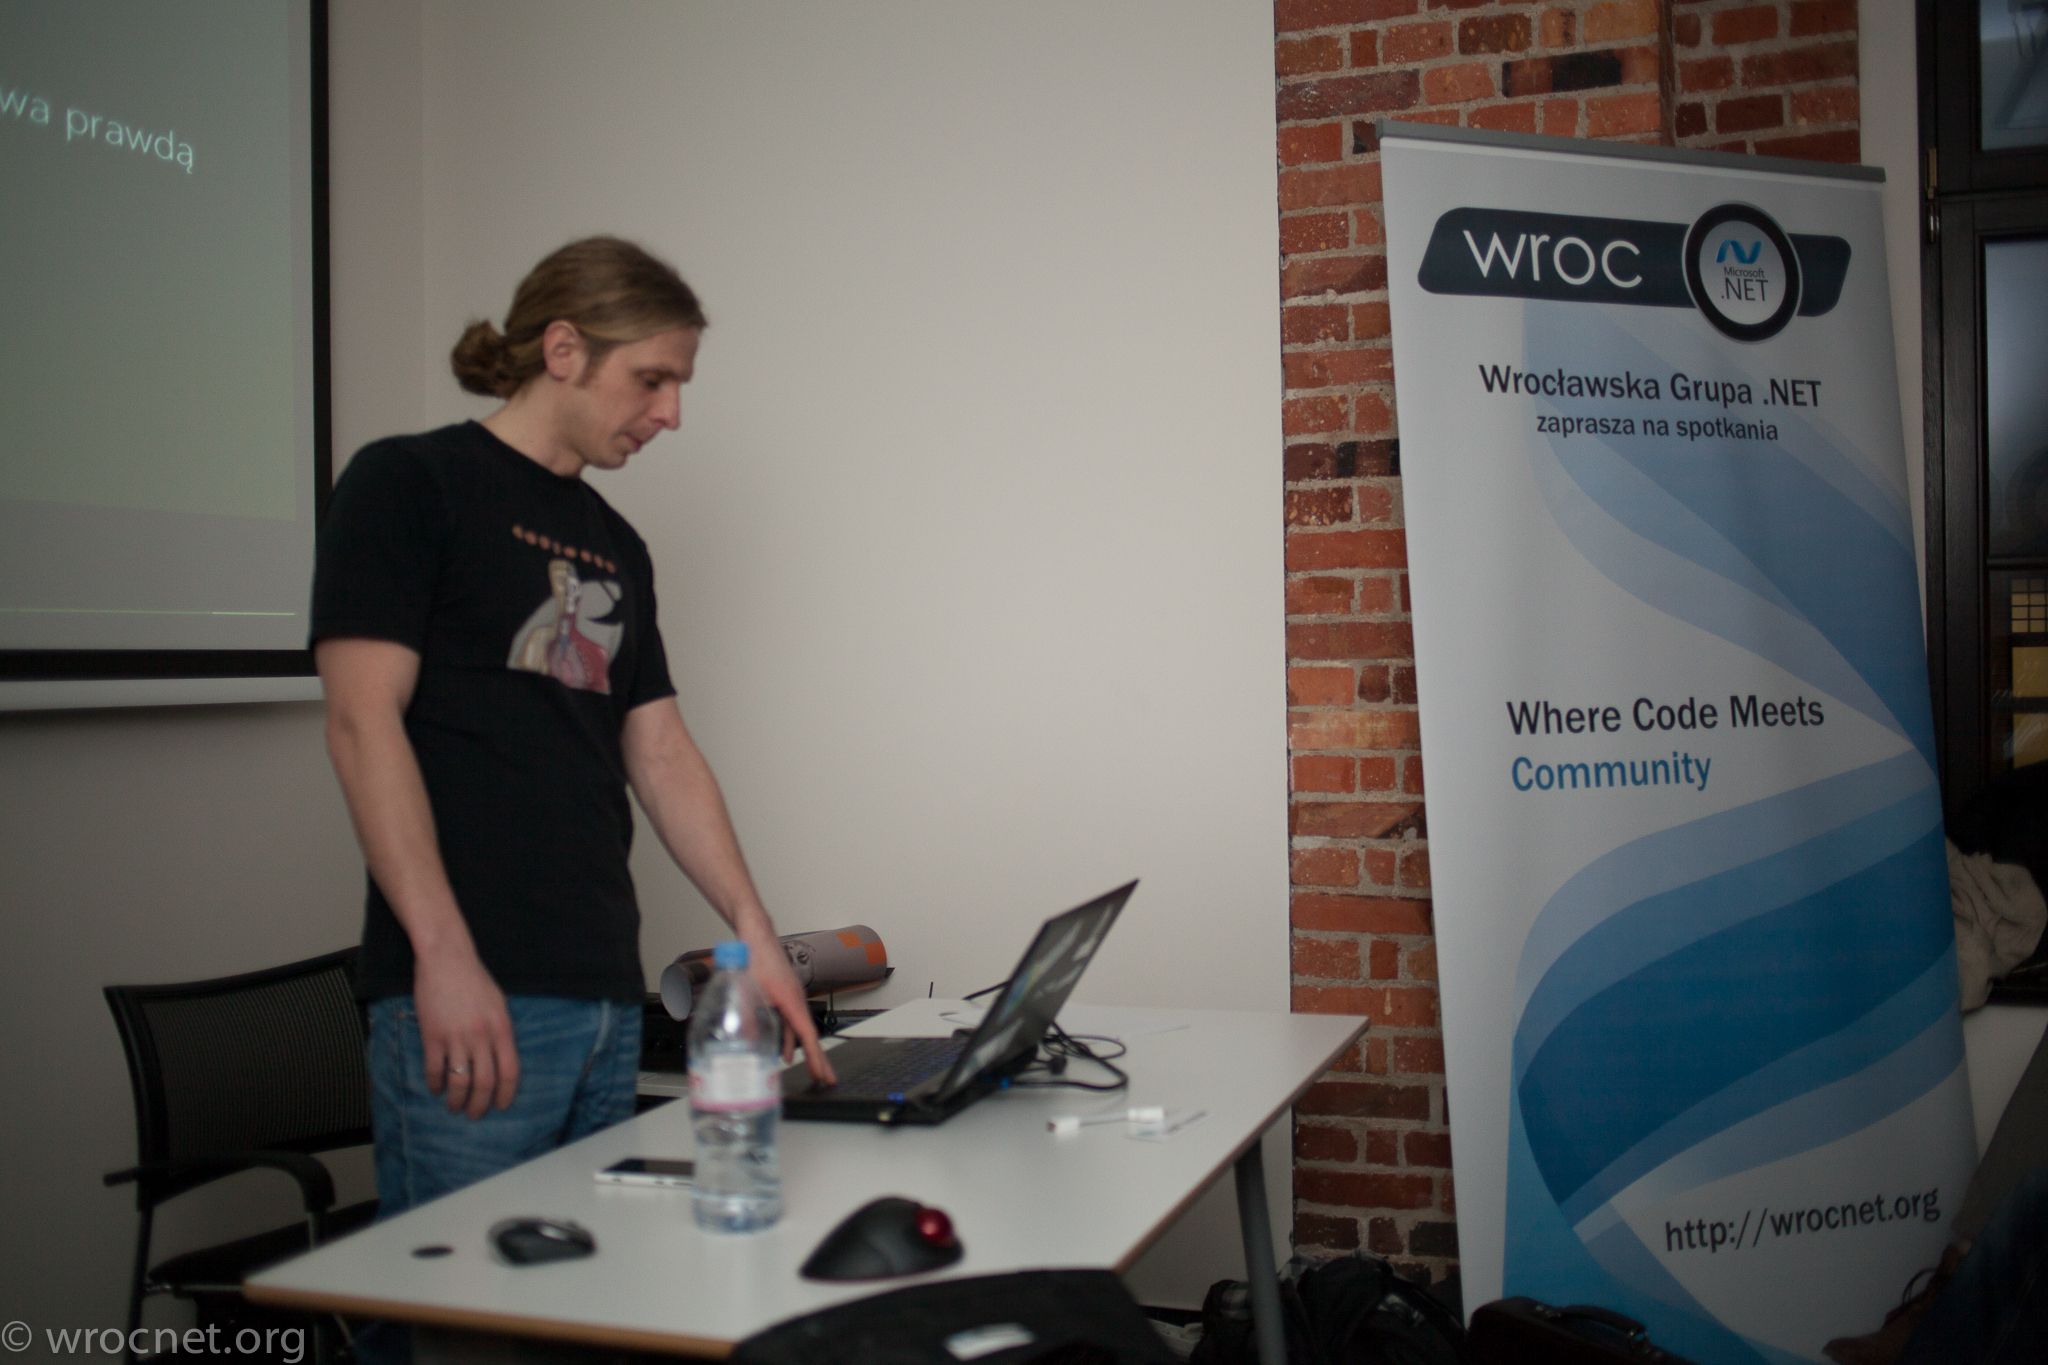 wa prawdą
wroc
Microsoft
.NET
Wrocławska Grupa .NET
zaprasza na spotkania
Where Code Meets
Community
http://wrocnet.org
© wrocnet.org